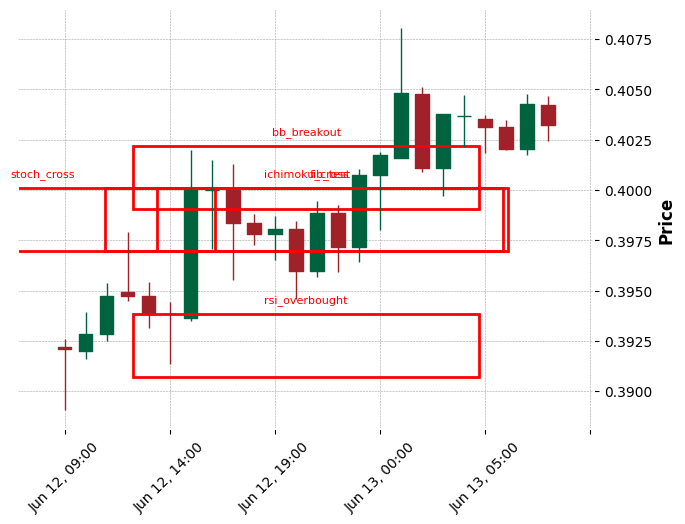 0.4075
0.4050
0.4025
0.4000
0.3975
0.3950
0.3925
0.3900
Price
bb_breakout
stoch_cross
rsi_overbought
Jun 12, 09:00
Jun 12, 14:00
Jun 12, 19:00
Jun 13, 00:00
Jun 13, 05:00